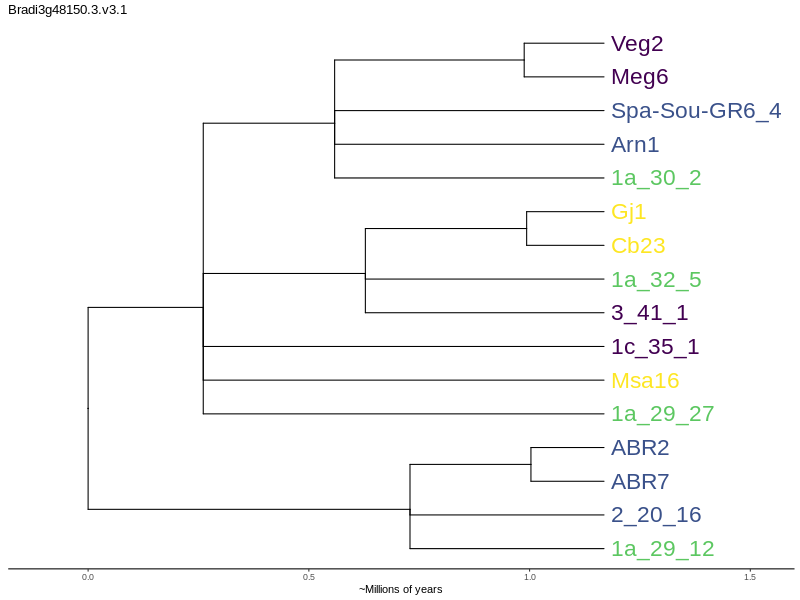 Bradi3g48150.3.v3.1
Veg2
Meg6
Spa-Sou-GR6_4
Arn1
1a_30_2
Gj1
Cb23
1a_32_5
3_41_1
1c_35_1
Msa16
1a_29_27
ABR2
ABR7
2_20_16
1a_29_12
0.0 0.5 1.0 1.5
~Millions of years